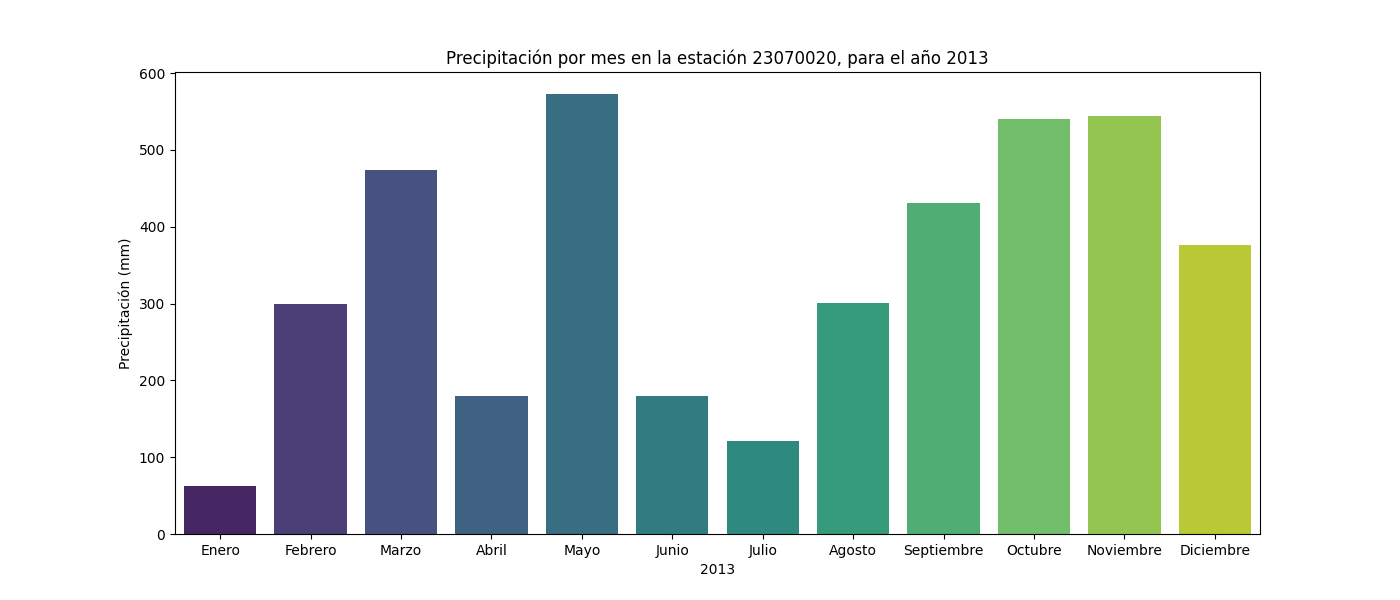 Precipitación por mes en la estación 23070020, para el año 2013
Precipitación (mm)
600
500
400
300
200
100
0
Enero Febrero Marzo Abril Mayo Junio Julio Agosto Septiembre Octubre Noviembre Diciembre
2013